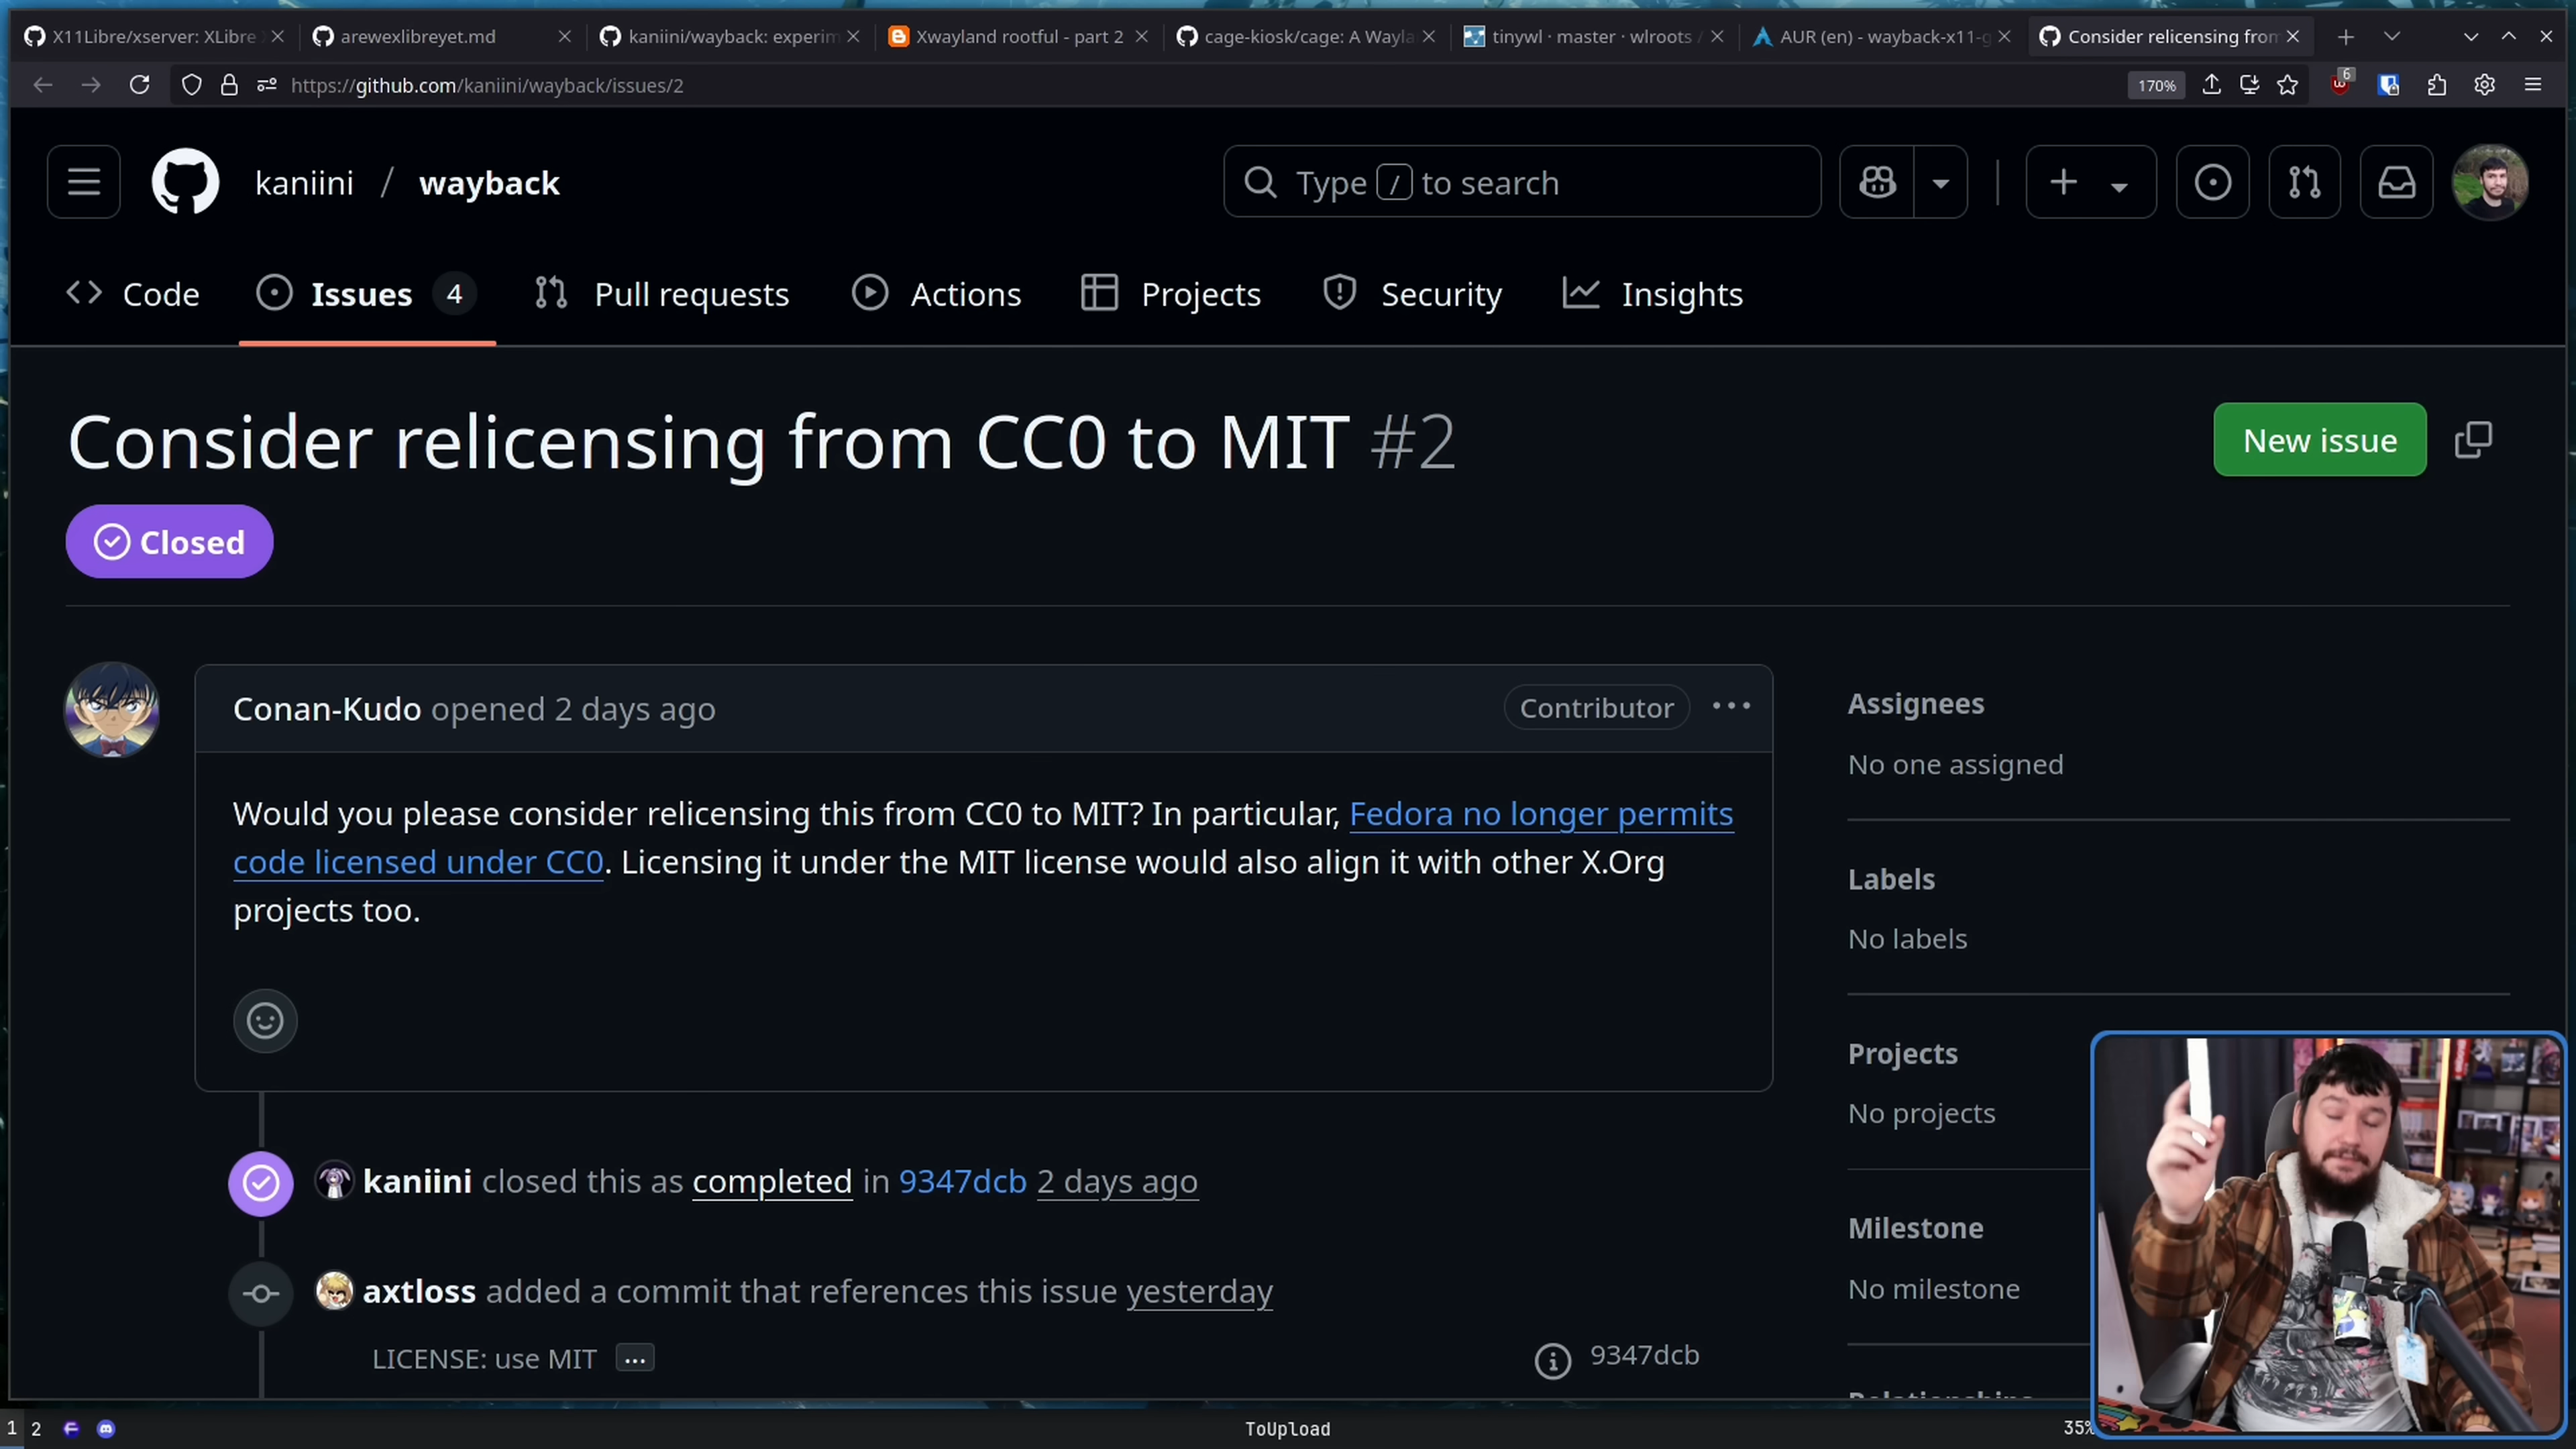 X11Libre/xserver: XLibre
arewexlibreyet.md
kaniini/wayback: experim
Xwayland rootful - part 2
cage-kiosk/cage: A Wayla
tinywl · master · wlroots /
AUR (en) - wayback-x11-g
Consider relicensing from
https://github.com/kaniini/wayback/issues/2
170%
6
kaniini / wayback
Type / to search
Code
Issues 4
Pull requests
Actions
Projects
Security
Insights
Consider relicensing from CC0 to MIT #2
New issue
Closed
Conan-Kudo opened 2 days ago
Contributor
Would you please consider relicensing this from CC0 to MIT? In particular, Fedora no longer permits
code licensed under CC0. Licensing it under the MIT license would also align it with other X.Org
projects too.
Assignees
No one assigned
Labels
No labels
Projects
No projects
Milestone
No milestone
kaniini closed this as completed in 9347dcb 2 days ago
axtloss added a commit that references this issue yesterday
LICENSE: use MIT ...
9347dcb
Relationships
1 2
ToUpload
35%